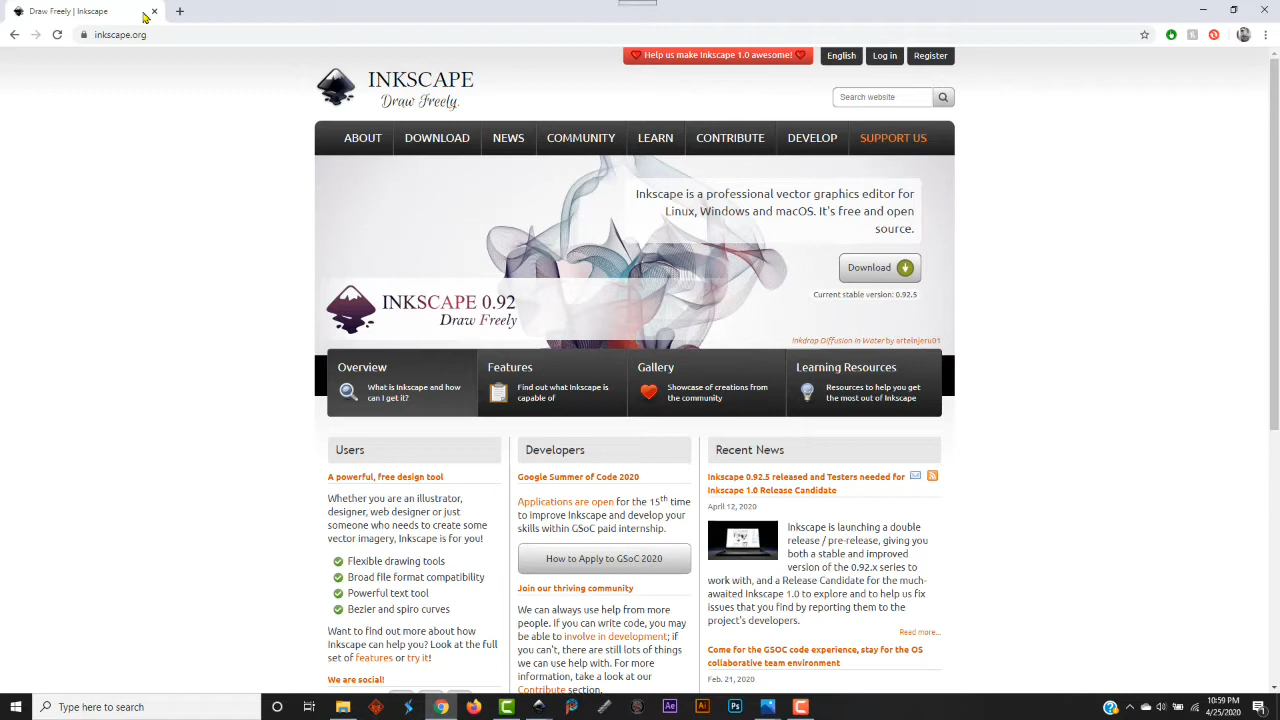 Draw Freely | Inkscape
inkscape.org
Help us make Inkscape 1.0 awesome!
English
Log in
Register
INKSCAPE
Draw Freely.
Search website
ABOUT
DOWNLOAD
NEWS
COMMUNITY
LEARN
CONTRIBUTE
DEVELOP
SUPPORT US
Inkscape is a professional vector graphics editor for
Linux, Windows and macOS. It's free and open
source.
Download
Current stable version: 0.92.5
INKSCAPE 0.92
Draw Freely
Inkdrop Diffusion In Water by artelnjeru01
Overview
What is Inkscape and how
can I get it?
Features
Find out what Inkscape is
capable of
Gallery
Showcase of creations from
the community
Learning Resources
Resources to help you get
the most out of Inkscape
Users
A powerful, free design tool
Whether you are an illustrator,
designer, web designer or just
someone who needs to create some
vector imagery, Inkscape is for you!
Flexible drawing tools
Broad file format compatibility
Powerful text tool
Bezier and spiro curves
Want to find out more about how
Inkscape can help you? Look at the full
set of features or try it!
We are social!
Developers
Google Summer of Code 2020
Applications are open for the 15th time
to improve Inkscape and develop your
skills within GSoC paid internship.
How to Apply to GSoC 2020
Join our thriving community
We can always use help from more
people. If you can write code, you may
be able to involve in development; if
you can't, there are still lots of things
we can use help with. For more
information, take a look at our
Contribute section.
Recent News
Inkscape 0.92.5 released and Testers needed for
Inkscape 1.0 Release Candidate
April 12, 2020
Inkscape is launching a double
release / pre-release, giving you
both a stable and improved
version of the 0.92.x series to
work with, and a Release Candidate for the much-
awaited Inkscape 1.0 to explore and to help us fix
issues that you find by reporting them to the
project's developers.
Read more...
Come for the GSOC code experience, stay for the OS
collaborative team environment
Feb. 21, 2020
Type here to search
Ae
Ai
Ps
10:59 PM
4/25/2020